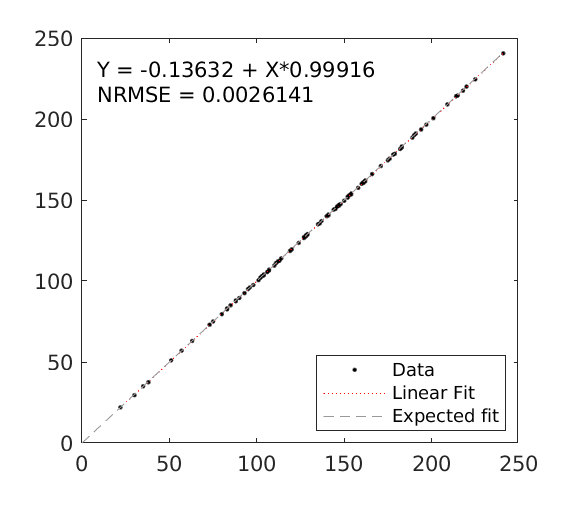 250
Y = -0.13632 + X*0.99916
NRMSE = 0.0026141
200
150
100
50
Data
Linear Fit
Expected fit
0
0 50 100 150 200 250